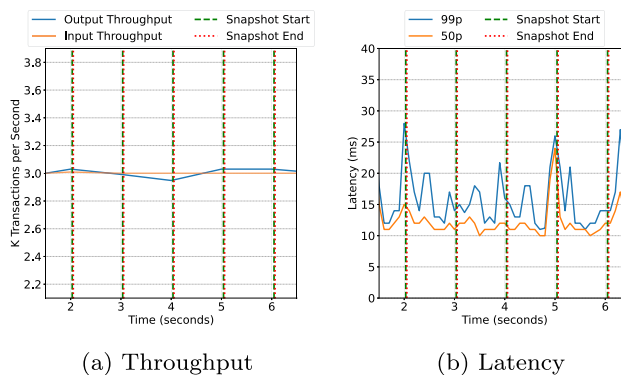 Output Throughput Snapshot Start
Input Throughput Snapshot End
3.8
3.6
3.4
3.2
3.0
2.8
2.6
2.4
2.2
K Transactions per Second
2 3 4 5 6
Time (seconds)
(a) Throughput
99p Snapshot Start
50p Snapshot End
40
35
30
25
20
15
10
5
0
Latency (ms)
2 3 4 5 6
Time (seconds)
(b) Latency